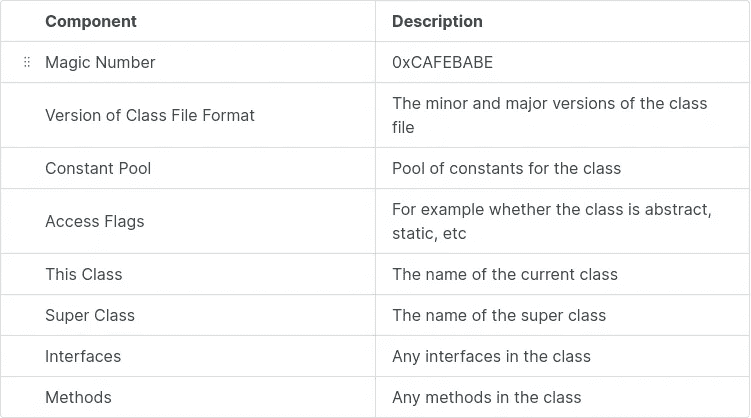 Component Description
Magic Number 0xCAFEBABE
Version of Class File Format The minor and major versions of the class
file
Constant Pool Pool of constants for the class
Access Flags For example whether the class is abstract,
static, etc
This Class The name of the current class
Super Class The name of the super class
Interfaces Any interfaces in the class
Methods Any methods in the class